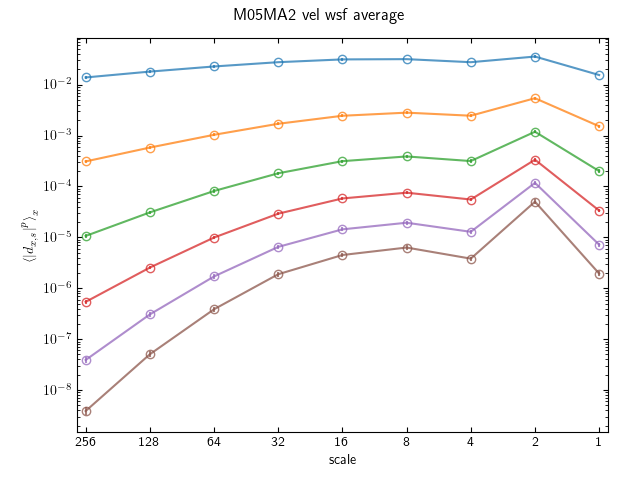 M05MA2 vel wsf average
10⁻²
10⁻³
10⁻⁴
10⁻⁵
10⁻⁶
10⁻⁷
10⁻⁸
⟨|d_{x,s}|^p⟩_x
256 128 64 32 16 8 4 2 1
scale